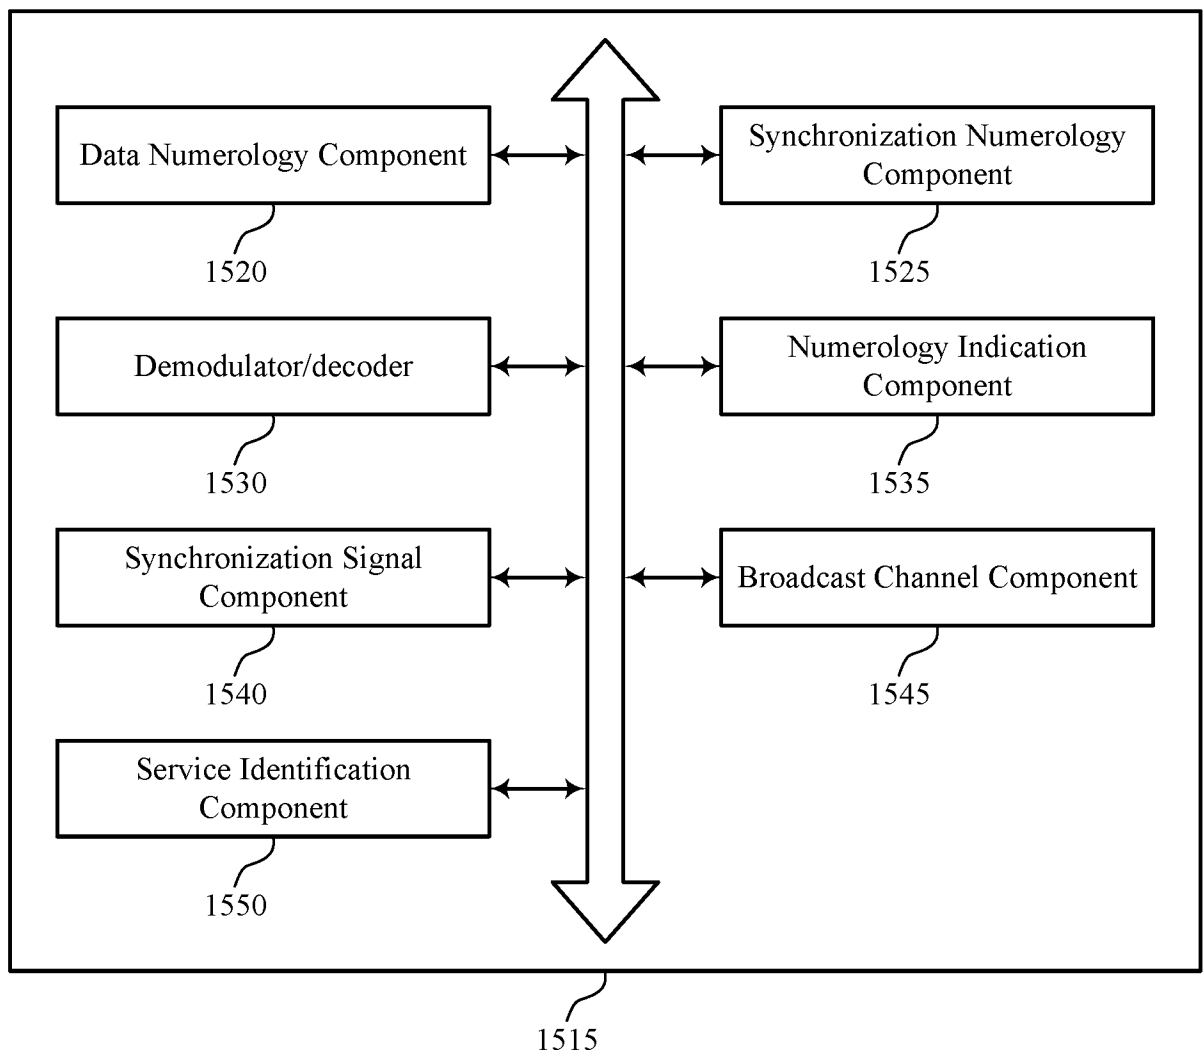 Data Numerology Component
1520
Synchronization Numerology
Component
1525
Demodulator/decoder
1530
Numerology Indication
Component
1535
Synchronization Signal
Component
1540
Broadcast Channel Component
1545
Service Identification
Component
1550
1515